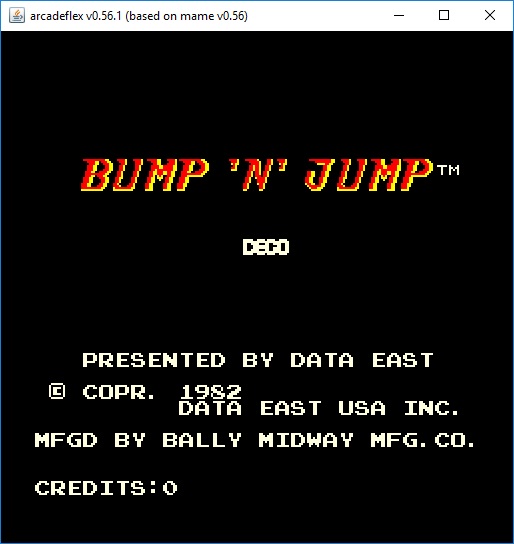 arcadeflex v0.56.1 (based on mame v0.56)
BUMP 'N' JUMP™
DECO
PRESENTED BY DATA EAST
© COPR. 1982
DATA EAST USA INC.
MFGD BY BALLY MIDWAY MFG.CO.
CREDITS:0